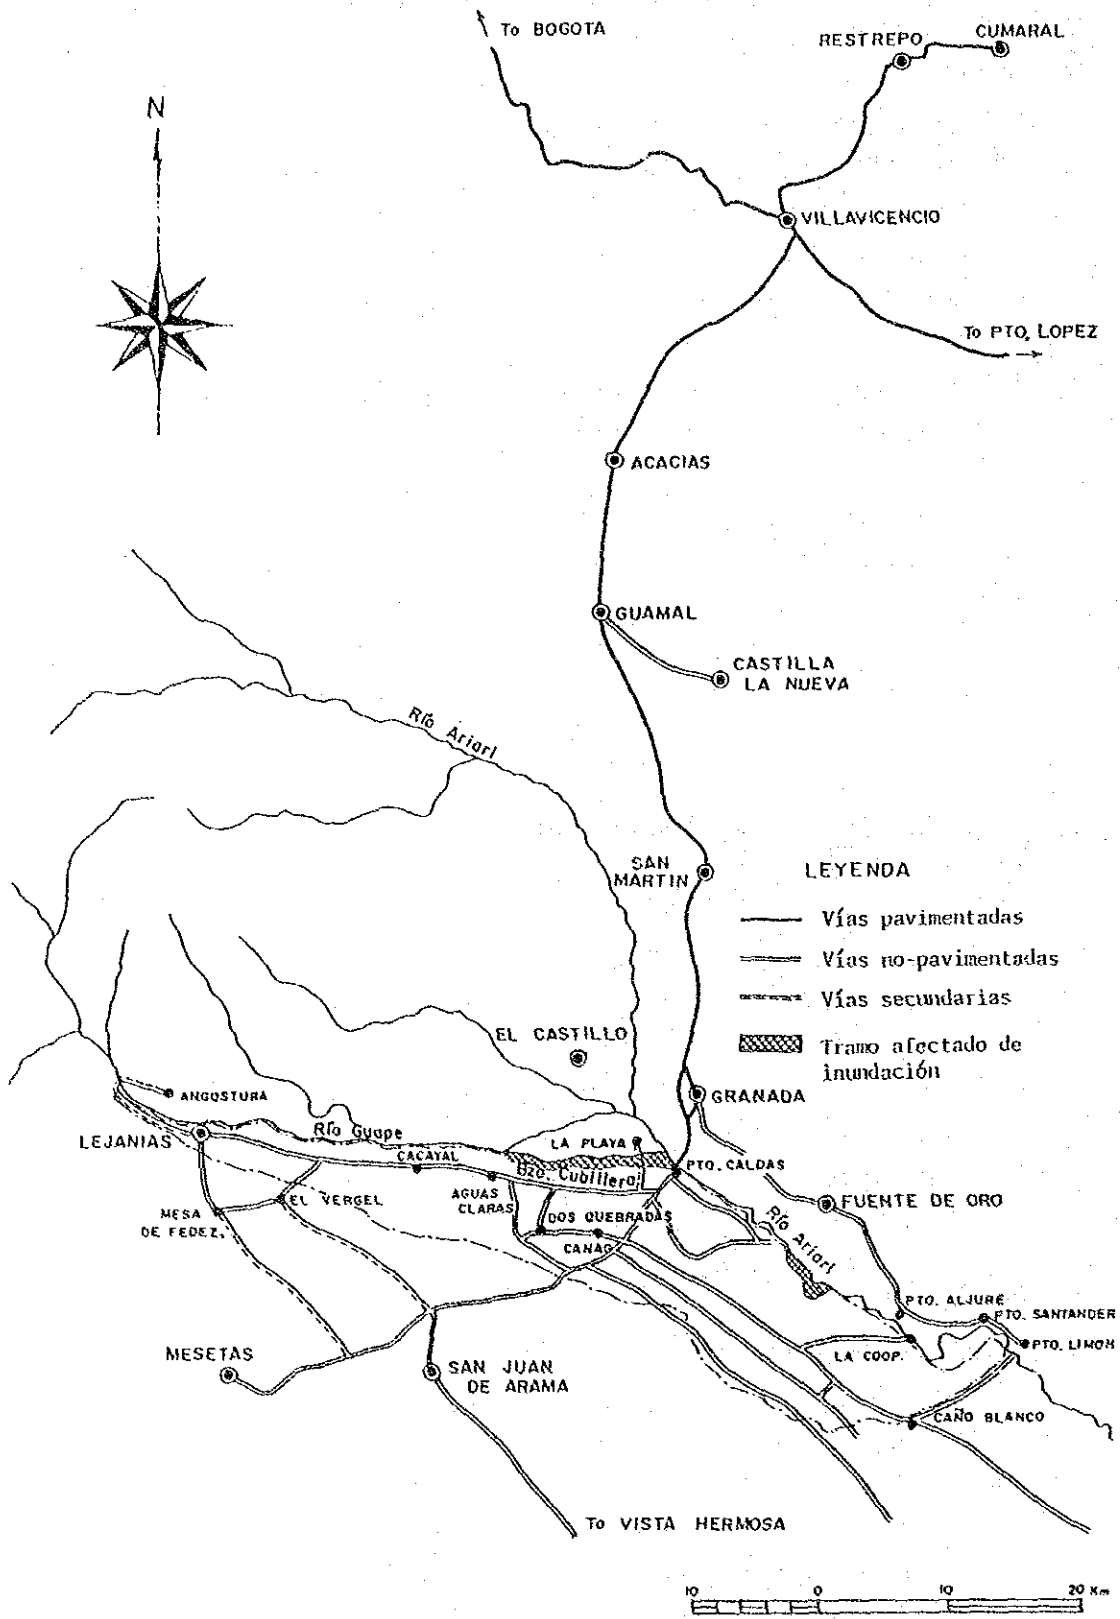 To BOGOTA
RESTREPO
CUMARAL
N
VILLAVICENCIO
To PTO. LOPEZ
ACACIAS
GUAMAL
CASTILLA
LA NUEVA
Río Ariari
SAN
MARTIN
LEYENDA
Vías pavimentadas
Vías no-pavimentadas
Vías secundarias
Tramo afectado de
inundación
EL CASTILLO
ANGOSTURA
GRANADA
LEJANIAS
Río Guape
LA PLAYA
CACAYAL
Bzo. Cubillera
PTO. CALDAS
AGUAS
CLARAS
EL VERGEL
MESA
DE FEDEZ.
DOS QUEBRADAS
CANAG
FUENTE DE ORO
Río Ariari
PTO. ALJURE
PTO. SANTANDER
PTO. LIMON
LA COOP.
MESETAS
SAN JUAN
DE ARAMA
CAÑO BLANCO
To VISTA HERMOSA
10 0 10 20 Km